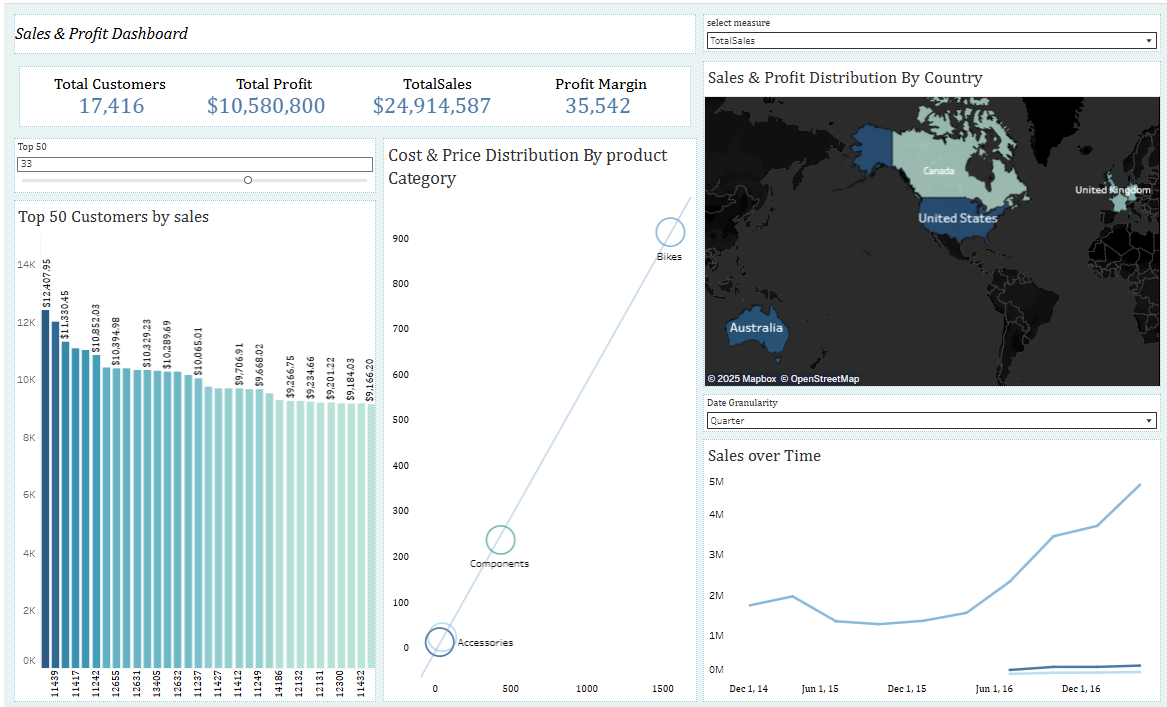 Sales & Profit Dashboard
Total Customers
17,416
Total Profit
$10,580,800
TotalSales
$24,914,587
Profit Margin
35,542
select measure
TotalSales
Sales & Profit Distribution By Country
Canada
United Kingdom
United States
Australia
© 2025 Mapbox © OpenStreetMap
Top 50
33
Top 50 Customers by sales
14K
12K
10K
8K
6K
4K
2K
0K
$12,407.95
$11,330.45
$10,852.03
$10,394.98
$10,329.23
$10,289.69
$10,065.01
$9,706.91
$9,668.02
$9,266.75
$9,234.66
$9,201.22
$9,184.03
$9,166.20
11439
11417
11242
12655
12631
13405
12632
11237
11427
11412
11249
14186
12132
12131
12300
11432
Cost & Price Distribution By product
Category
900
800
700
600
500
400
300
200
100
0
Bikes
Components
Accessories
0 500 1000 1500
Date Granularity
Quarter
Sales over Time
5M
4M
3M
2M
1M
0M
Dec 1, 14 Jun 1, 15 Dec 1, 15 Jun 1, 16 Dec 1, 16